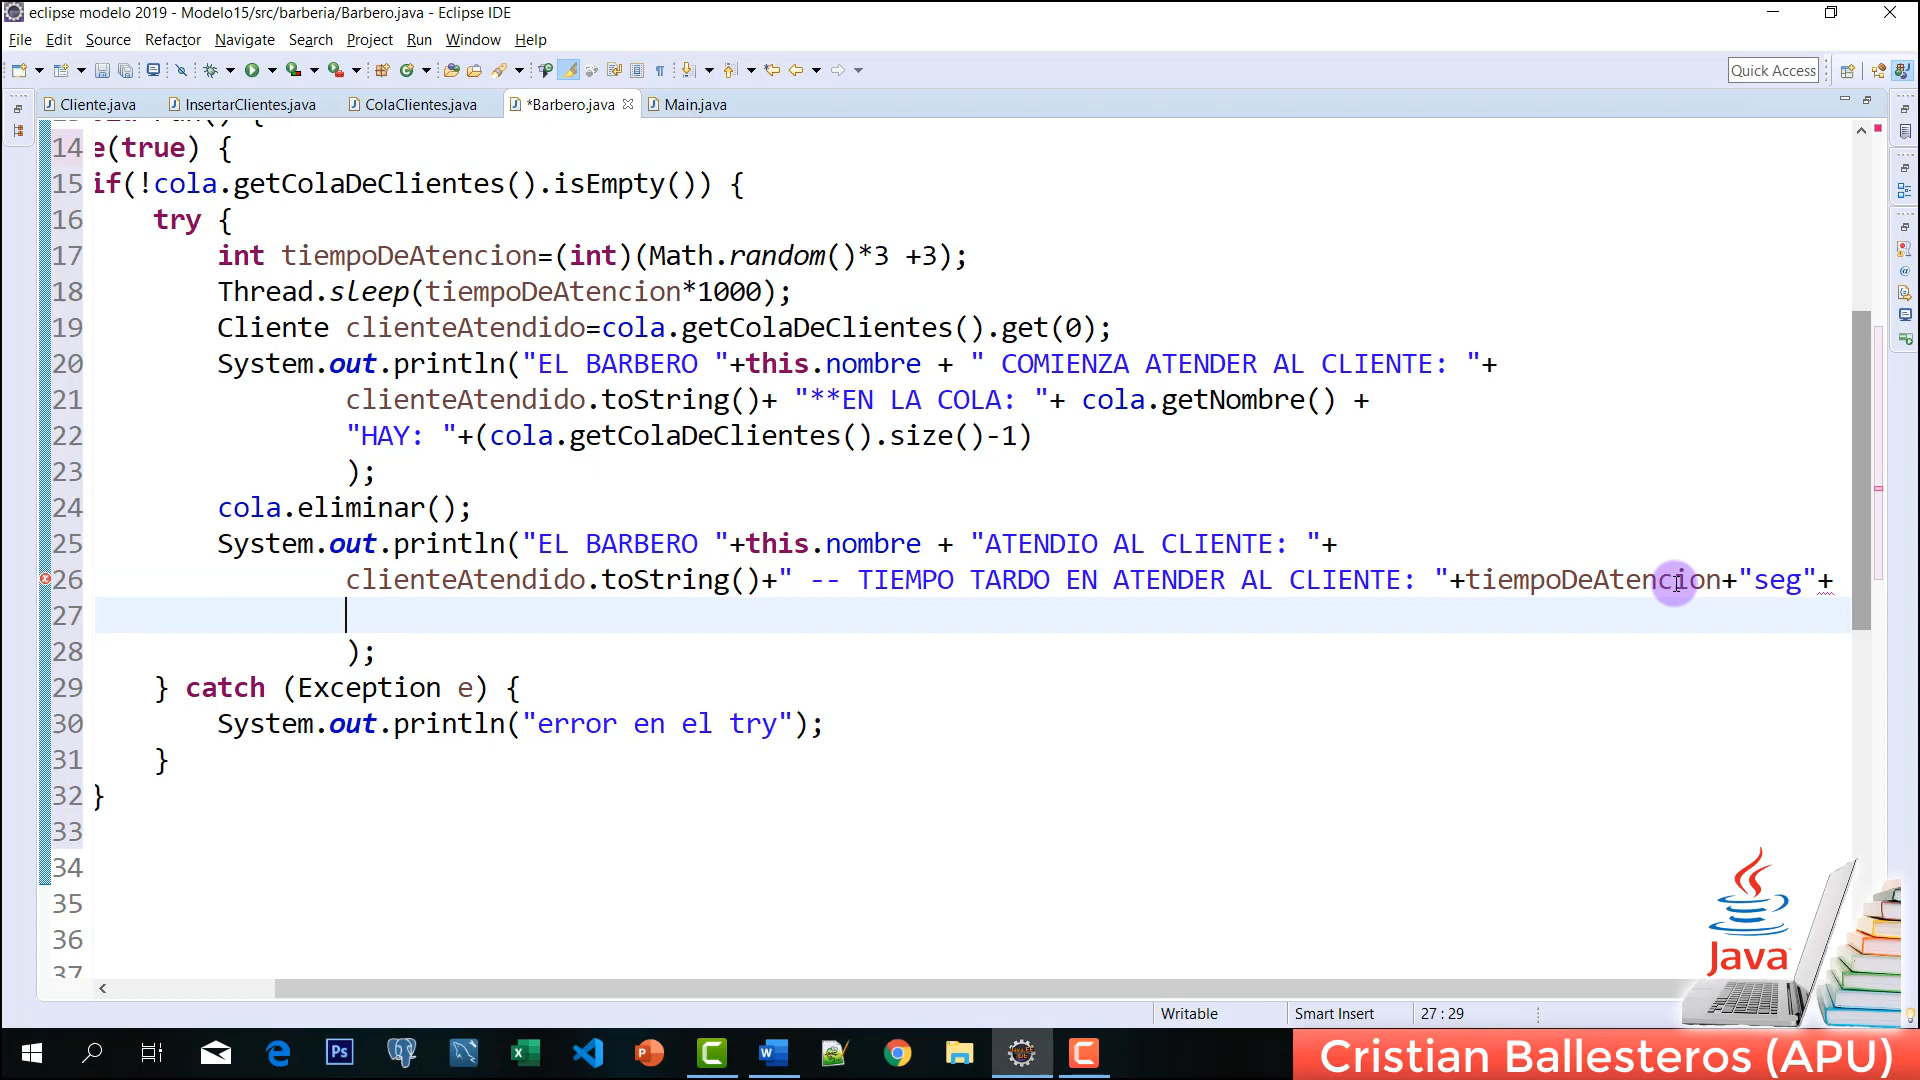 eclipse modelo 2019 - Modelo15/src/barberia/Barbero.java - Eclipse IDE
File Edit Source Refactor Navigate Search Project Run Window Help
Quick Access
Cliente.java InsertarClientes.java ColaClientes.java *Barbero.java Main.java
14 e(true) {
15 if(!cola.getColaDeClientes().isEmpty()) {
16 try {
17 int tiempoDeAtencion=(int)(Math.random()*3 +3);
18 Thread.sleep(tiempoDeAtencion*1000);
19 Cliente clienteAtendido=cola.getColaDeClientes().get(0);
20 System.out.println("EL BARBERO "+this.nombre + " COMIENZA ATENDER AL CLIENTE: "+
21 clienteAtendido.toString()+ "**EN LA COLA: "+ cola.getNombre() +
22 "HAY: "+(cola.getColaDeClientes().size()-1)
23 );
24 cola.eliminar();
25 System.out.println("EL BARBERO "+this.nombre + "ATENDIO AL CLIENTE: "+
26 clienteAtendido.toString()+" -- TIEMPO TARDO EN ATENDER AL CLIENTE: "+tiempoDeAtencion+"seg"+
27
28 );
29 } catch (Exception e) {
30 System.out.println("error en el try");
31 }
32 }
33
34
35
36
37
Writable Smart Insert 27 : 29
Java
Cristian Ballesteros (APU)